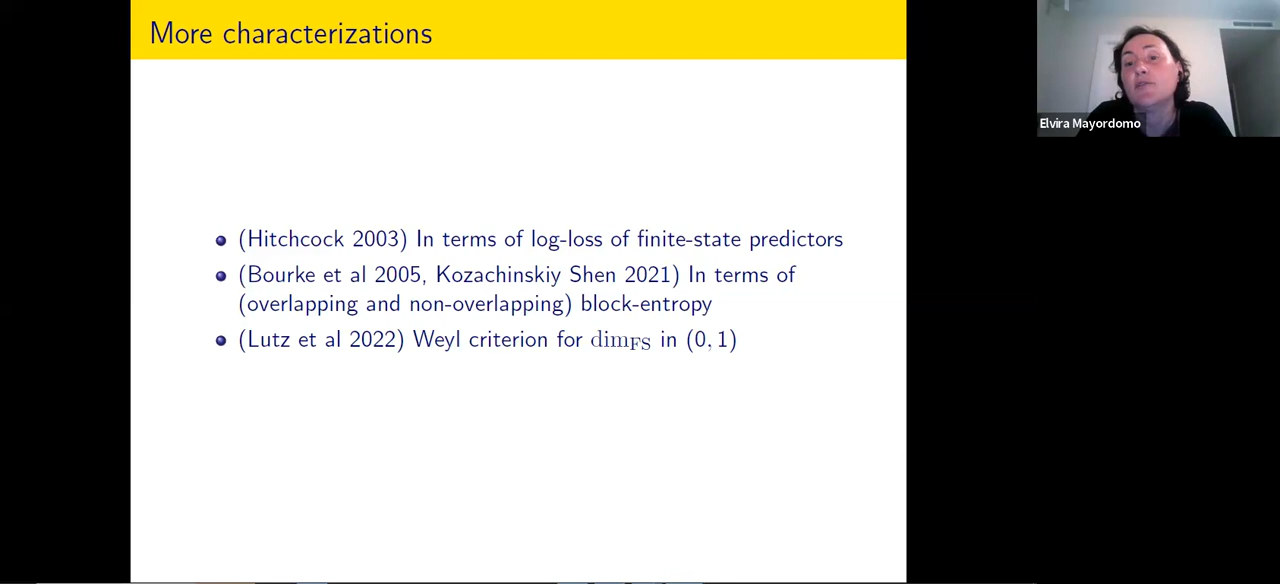 More characterizations
Elvira Mayordomo
(Hitchcock 2003) In terms of log-loss of finite-state predictors
(Bourke et al 2005, Kozachinskiy Shen 2021) In terms of
(overlapping and non-overlapping) block-entropy
(Lutz et al 2022) Weyl criterion for dim_FS in (0, 1)